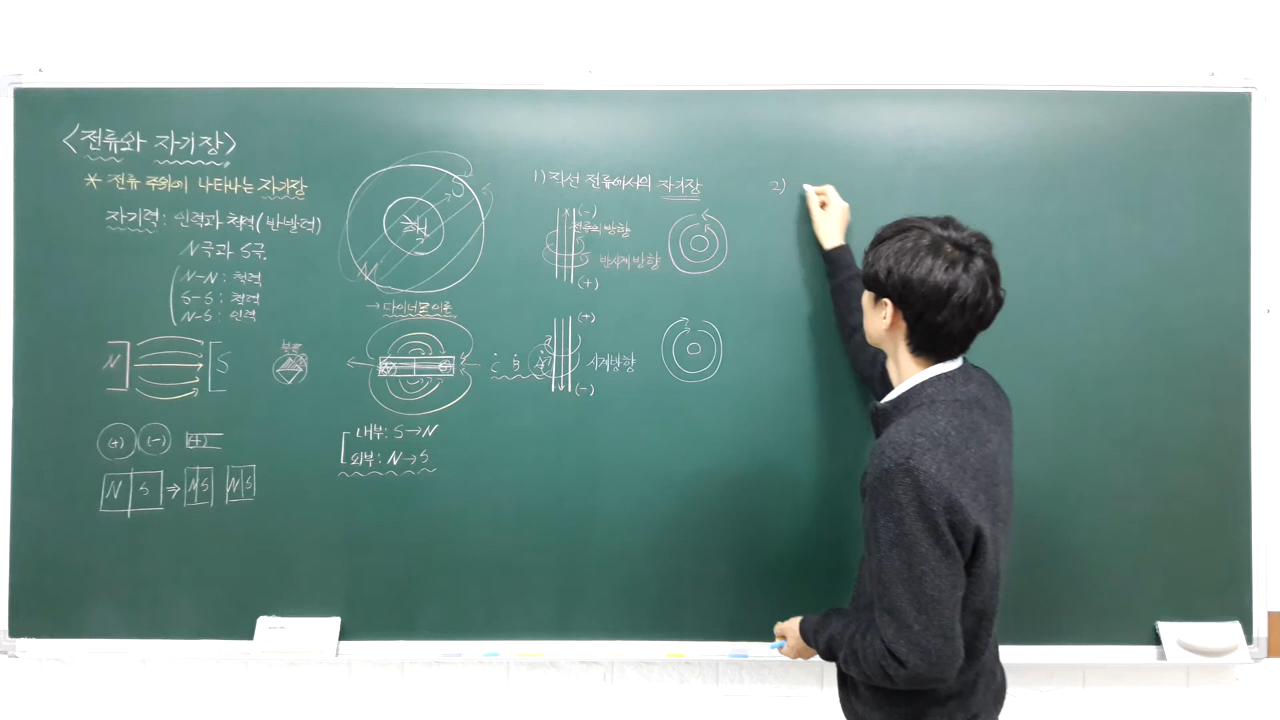 <전류와 자기장>
* 전류 주위에 나타나는 자기장
자기력: 인력과 척력(반발력)
N극과 S극.
N-N: 척력
S-S: 척력
N-S: 인력
N S
(+) (-) (+)
N S ⇒ N S N S
S
N
→ 다이너모이론
내부: S→N
외부: N→S
1) 직선 전류에서의 자기장
(-)
전류의 방향
반시계방향
(+)
(+)
시계방향
(-)
2)